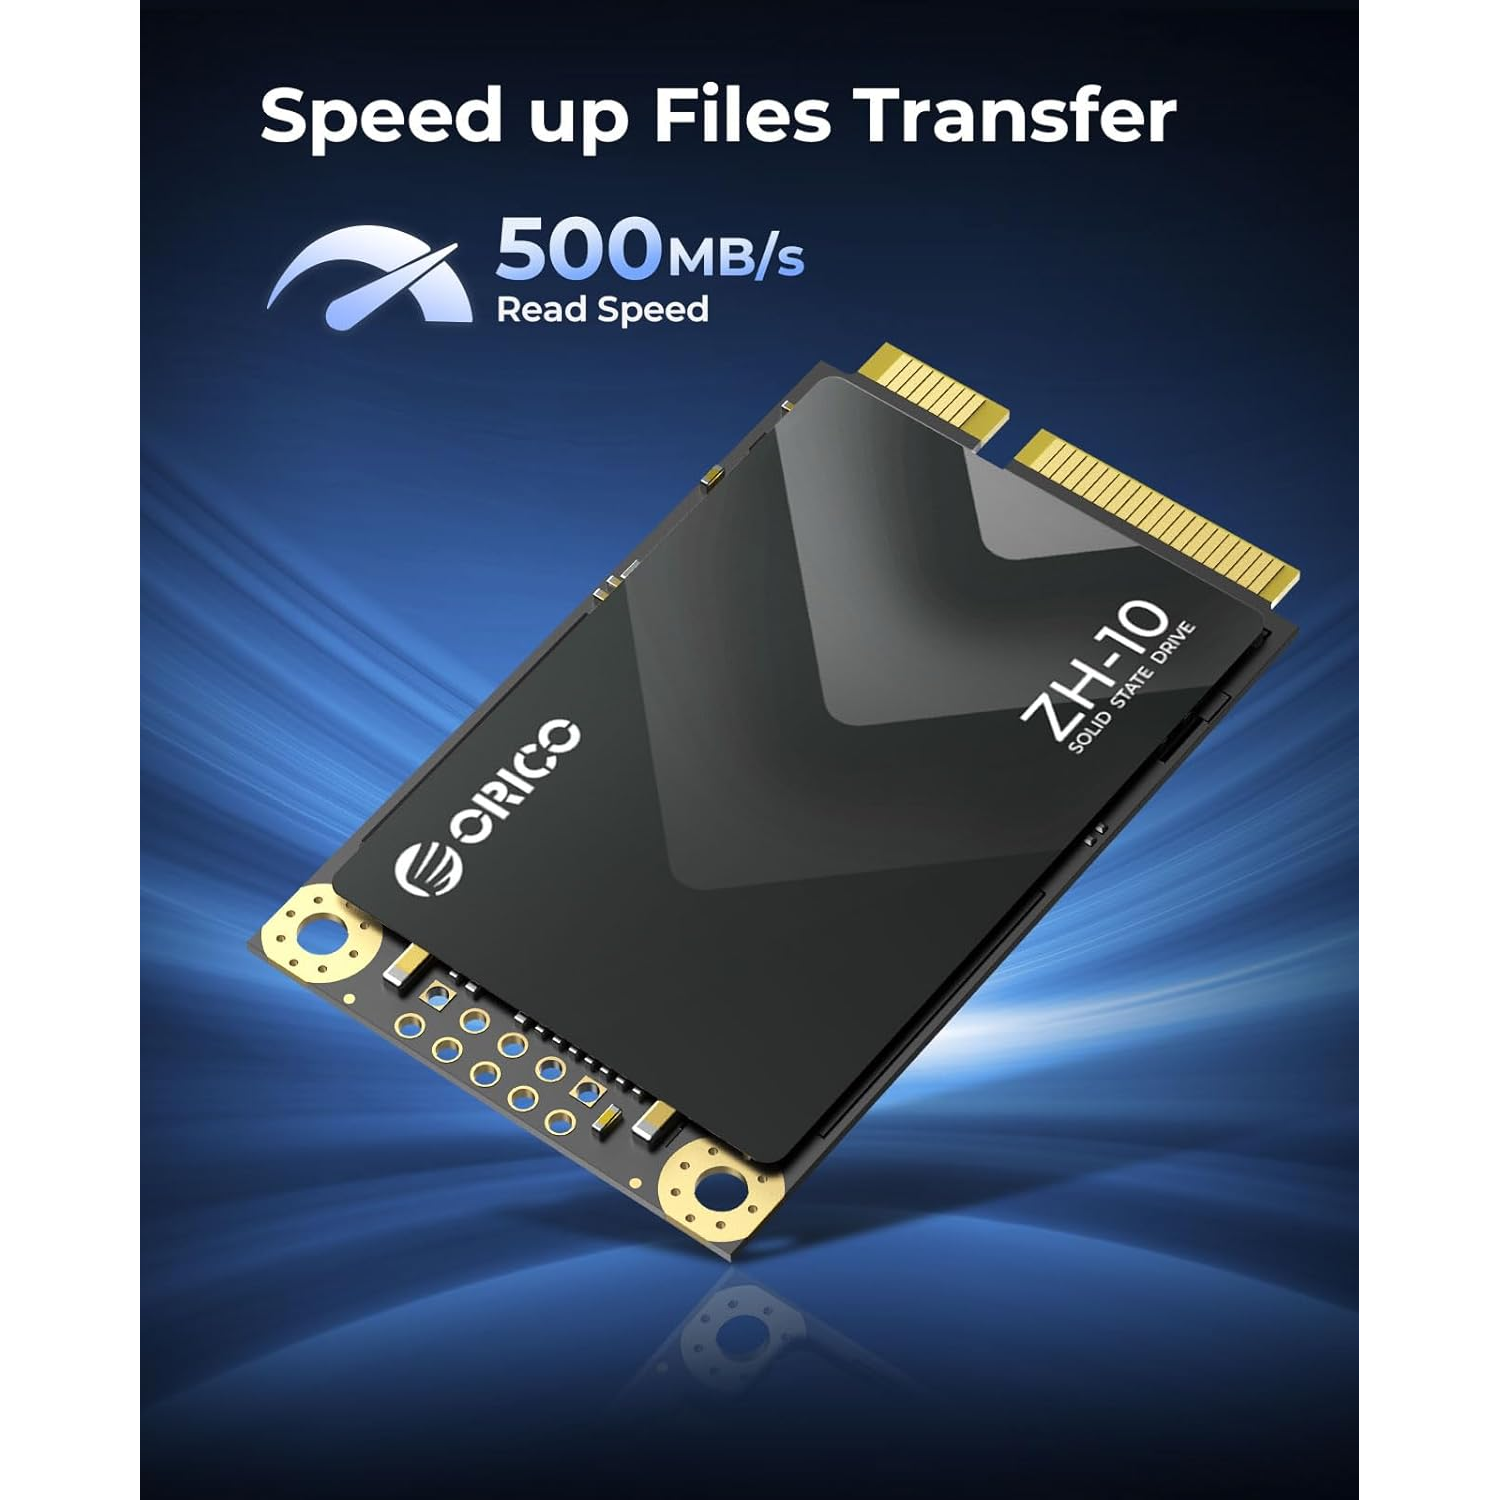 Speed up Files Transfer
500MB/s
Read Speed
ZH-10
SOLID STATE DRIVE
ORICO